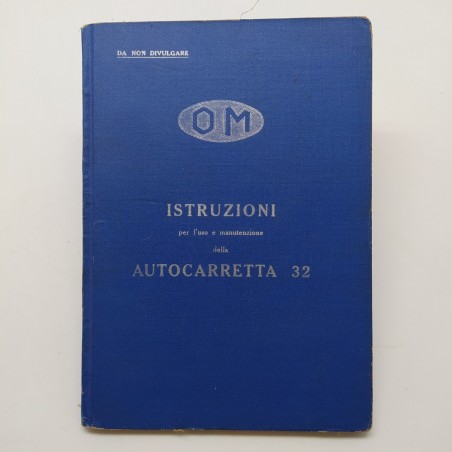 DA NON DIVULGARE
OM
ISTRUZIONI
per l'uso e manutenzione
della
AUTOCARRETTA 32